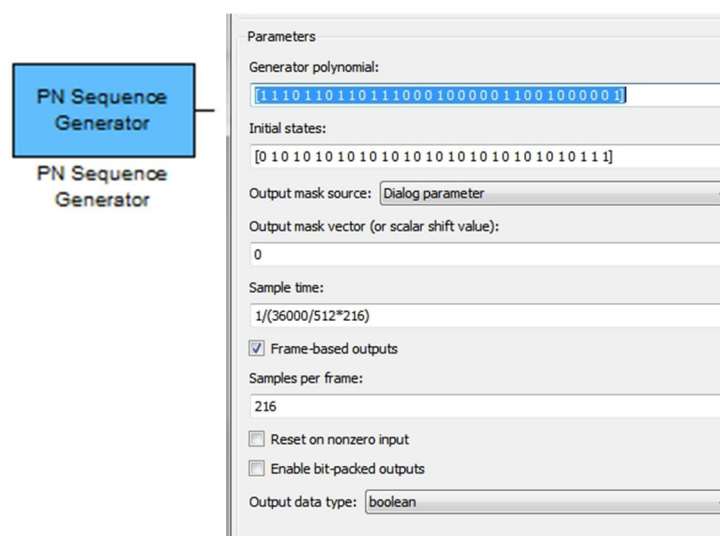 PN Sequence
Generator
PN Sequence
Generator
Parameters
Generator polynomial:
[1 1 1 0 1 1 0 1 1 0 1 1 1 0 0 0 1 0 0 0 0 0 1 1 0 0 1 0 0 0 0 0 1]
Initial states:
[0 1 0 1 0 1 0 1 0 1 0 1 0 1 0 1 0 1 0 1 0 1 0 1 0 1 0 1 0 1 1 1]
Output mask source: Dialog parameter
Output mask vector (or scalar shift value):
0
Sample time:
1/(36000/512*216)
Frame-based outputs
Samples per frame:
216
Reset on nonzero input
Enable bit-packed outputs
Output data type: boolean